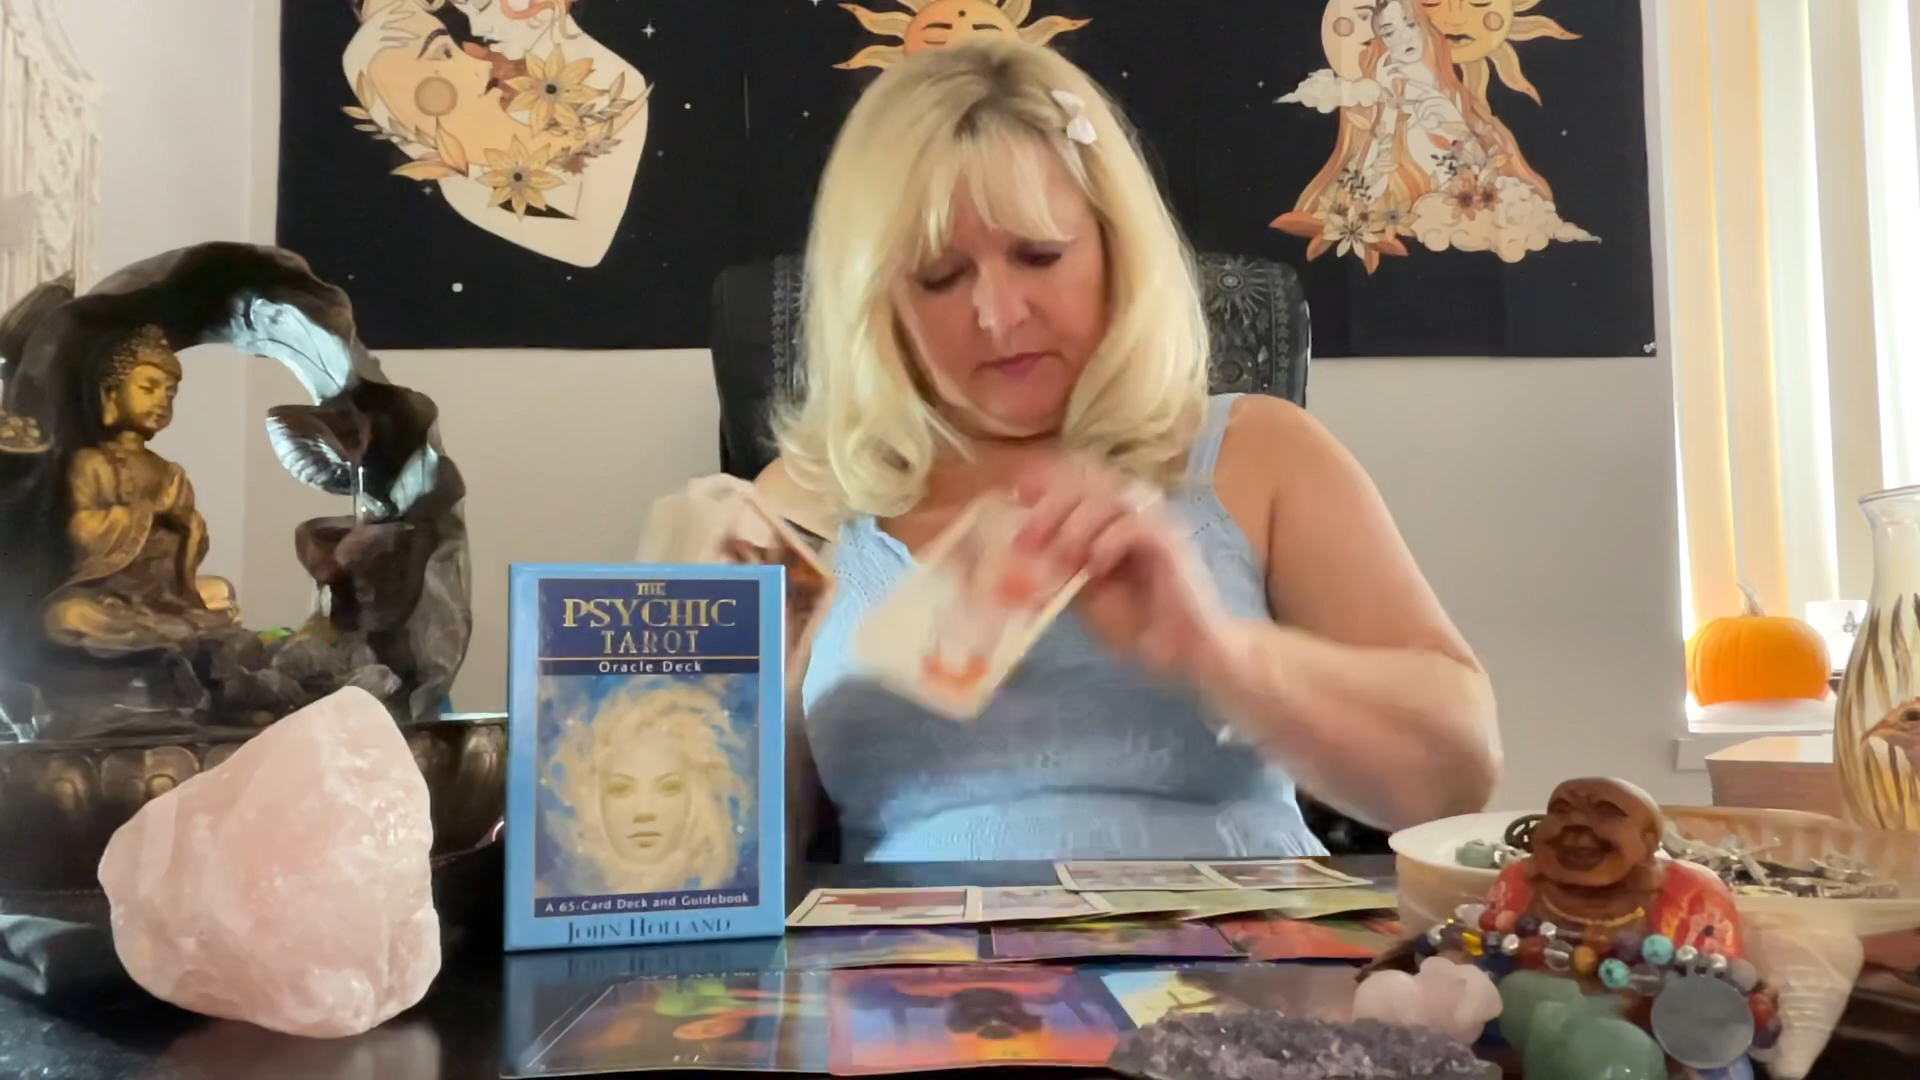 THE
PSYCHIC
TAROT
Oracle Deck
A 65-Card Deck and Guidebook
JOHN HOLLAND